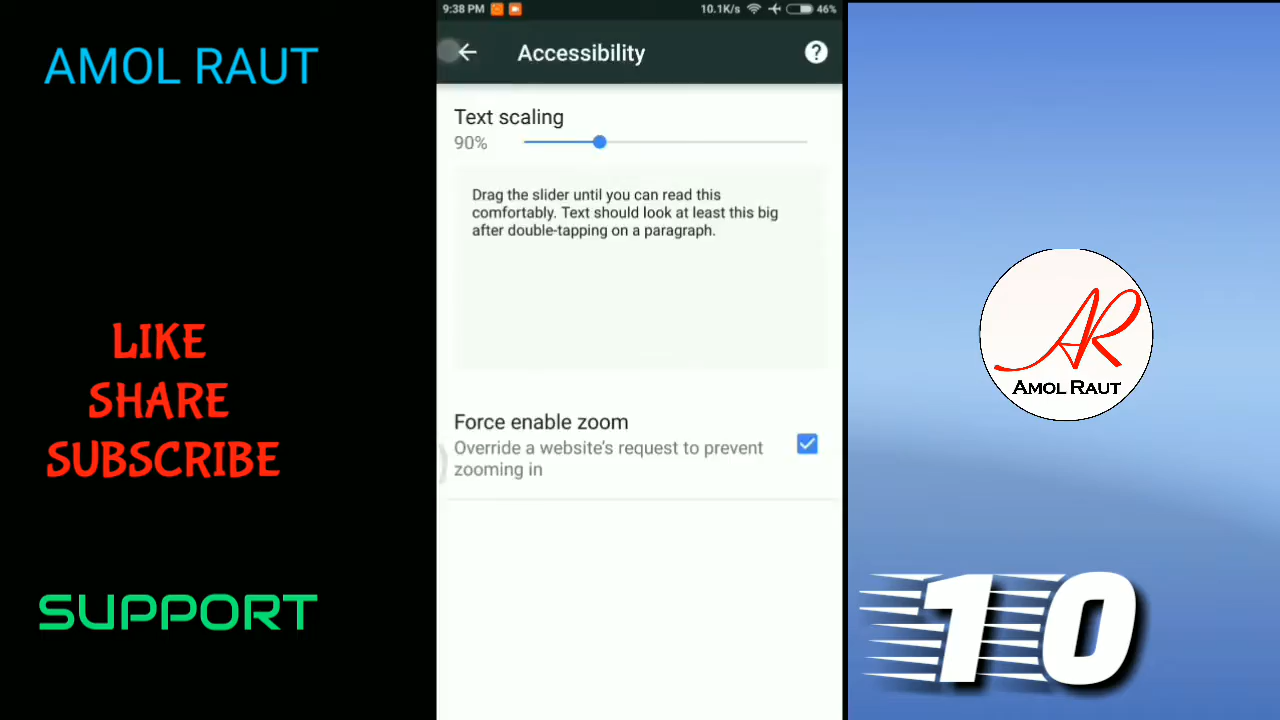 AMOL RAUT
LIKE
SHARE
SUBSCRIBE
SUPPORT
9:38 PM
10.1K/s
46%
Accessibility
?
Text scaling
90%
Drag the slider until you can read this
comfortably. Text should look at least this big
after double-tapping on a paragraph.
Force enable zoom
Override a website's request to prevent
zooming in
AR
AMOL RAUT
10